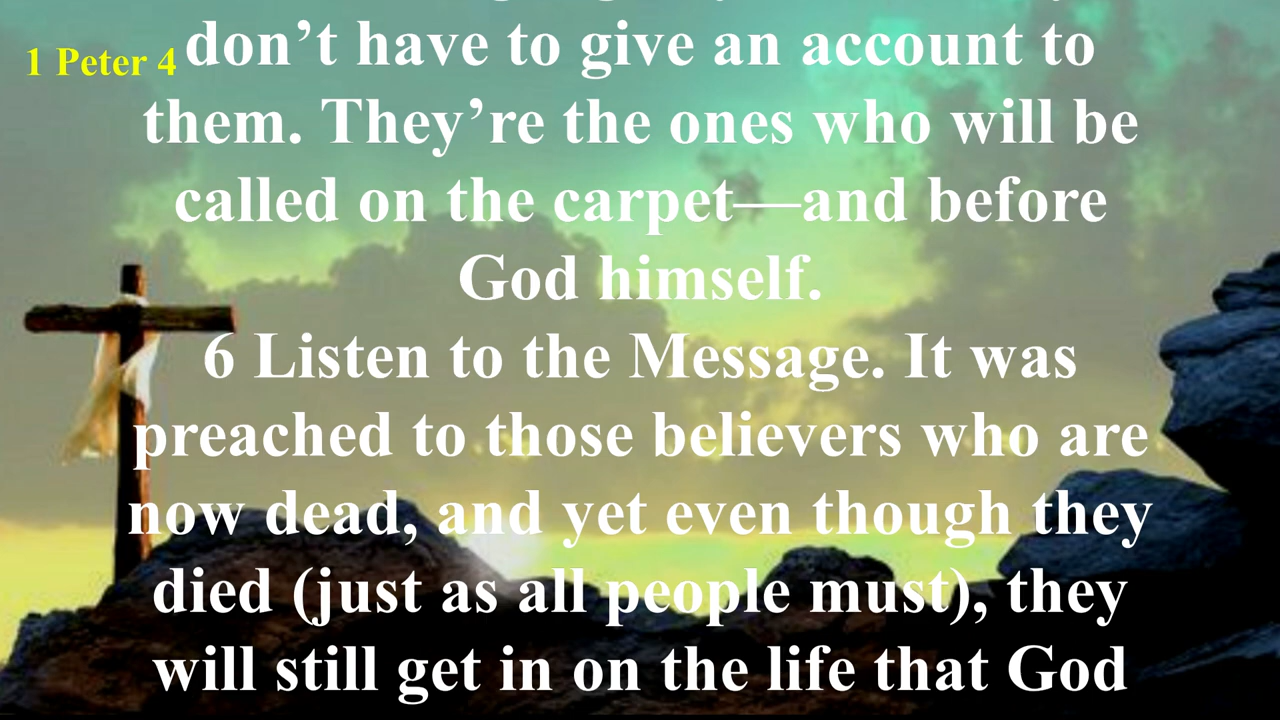 1 Peter 4
don’t have to give an account to
them. They’re the ones who will be
called on the carpet—and before
God himself.
6 Listen to the Message. It was
preached to those believers who are
now dead, and yet even though they
died (just as all people must), they
will still get in on the life that God